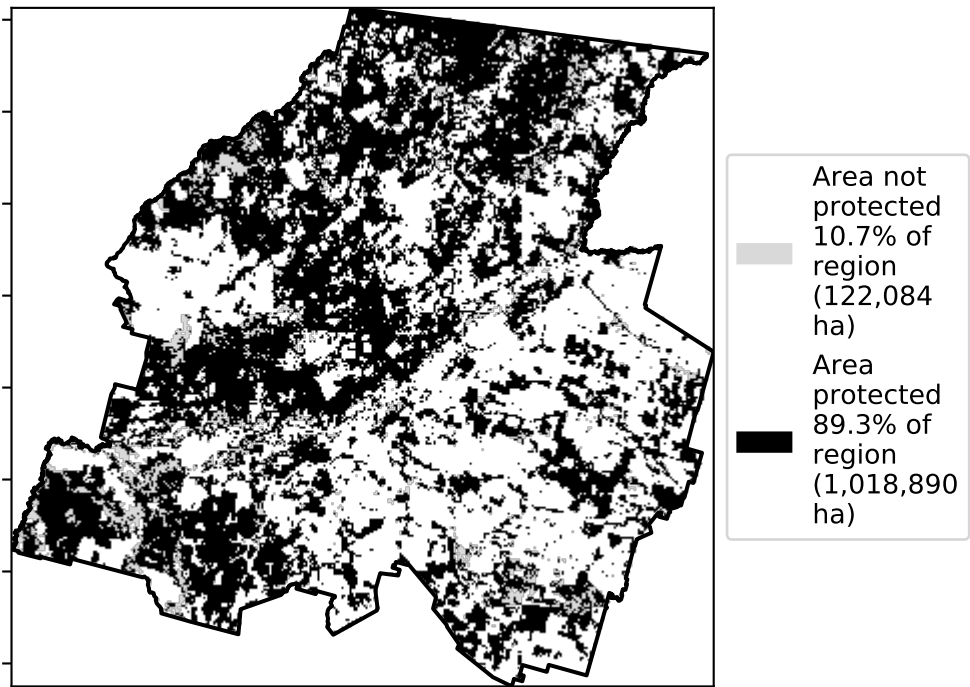 Area not
protected
10.7% of
region
(122,084
ha)
Area
protected
89.3% of
region
(1,018,890
ha)